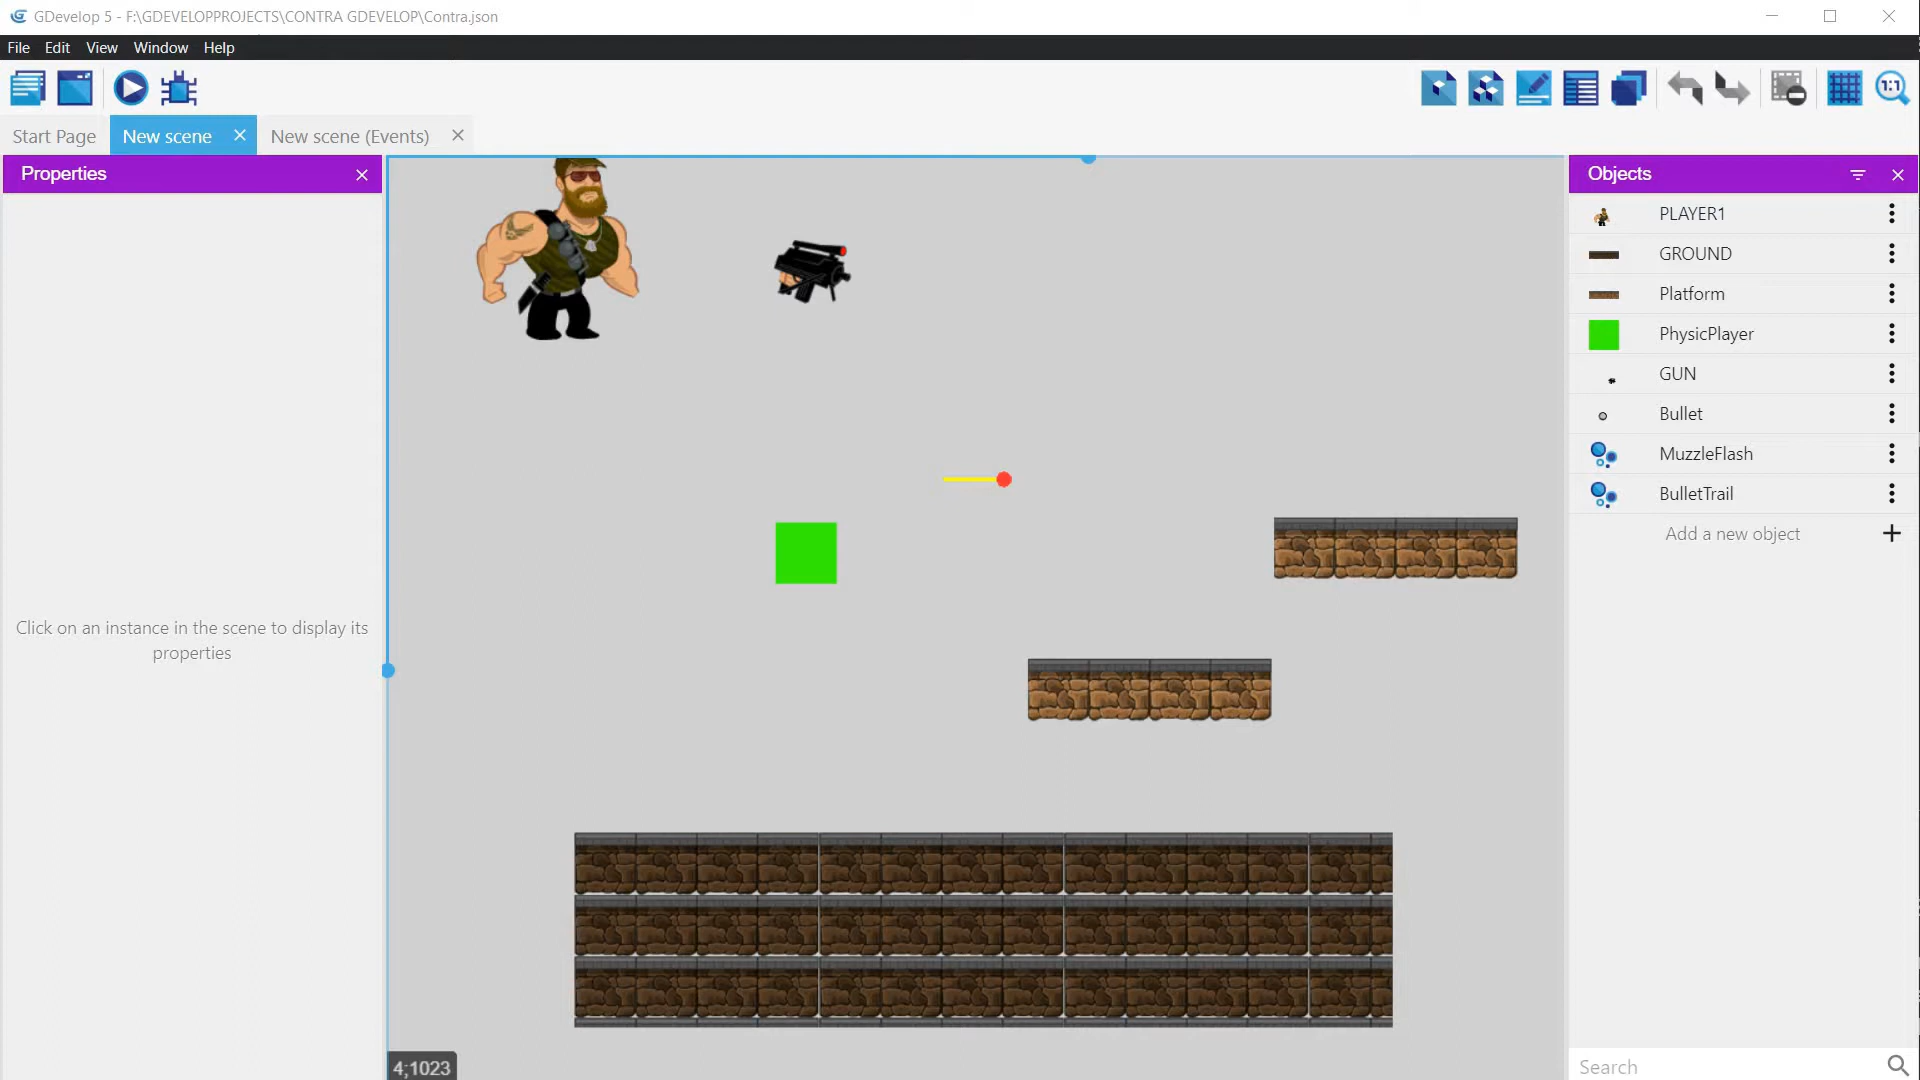 GDevelop 5 - F:\GDEVELOPPROJECTS\CONTRA GDEVELOP\Contra.json
File Edit View Window Help
1:1
Start Page New scene New scene (Events)
Properties
Objects
PLAYER1
GROUND
Platform
PhysicPlayer
GUN
Bullet
MuzzleFlash
BulletTrail
Add a new object
Click on an instance in the scene to display its
properties
4;1023
Search